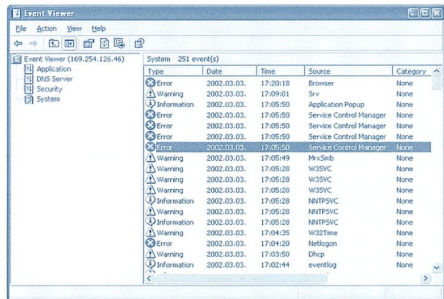 Event Viewer
File Action View Help
Event Viewer (169.254.126.46)
Application
DNS Server
Security
System
System 251 event(s)
Type Date Time Source Category
Error 2002.03.03. 17:20:18 Browser None
Warning 2002.03.03. 17:09:01 Srv None
Information 2002.03.03. 17:05:50 Application Popup None
Error 2002.03.03. 17:05:50 Service Control Manager None
Error 2002.03.03. 17:05:50 Service Control Manager None
Error 2002.03.03. 17:05:50 Service Control Manager None
Error 2002.03.03. 17:05:50 Service Control Manager None
Warning 2002.03.03. 17:05:49 MrxSmb None
Warning 2002.03.03. 17:05:28 W3SVC None
Warning 2002.03.03. 17:05:28 W3SVC None
Warning 2002.03.03. 17:05:28 W3SVC None
Information 2002.03.03. 17:05:28 NNTPSVC None
Information 2002.03.03. 17:05:28 NNTPSVC None
Warning 2002.03.03. 17:04:35 W32Time None
Error 2002.03.03. 17:04:20 Netlogon None
Warning 2002.03.03. 17:03:50 Dhcp None
Information 2002.03.03. 17:02:44 eventlog None